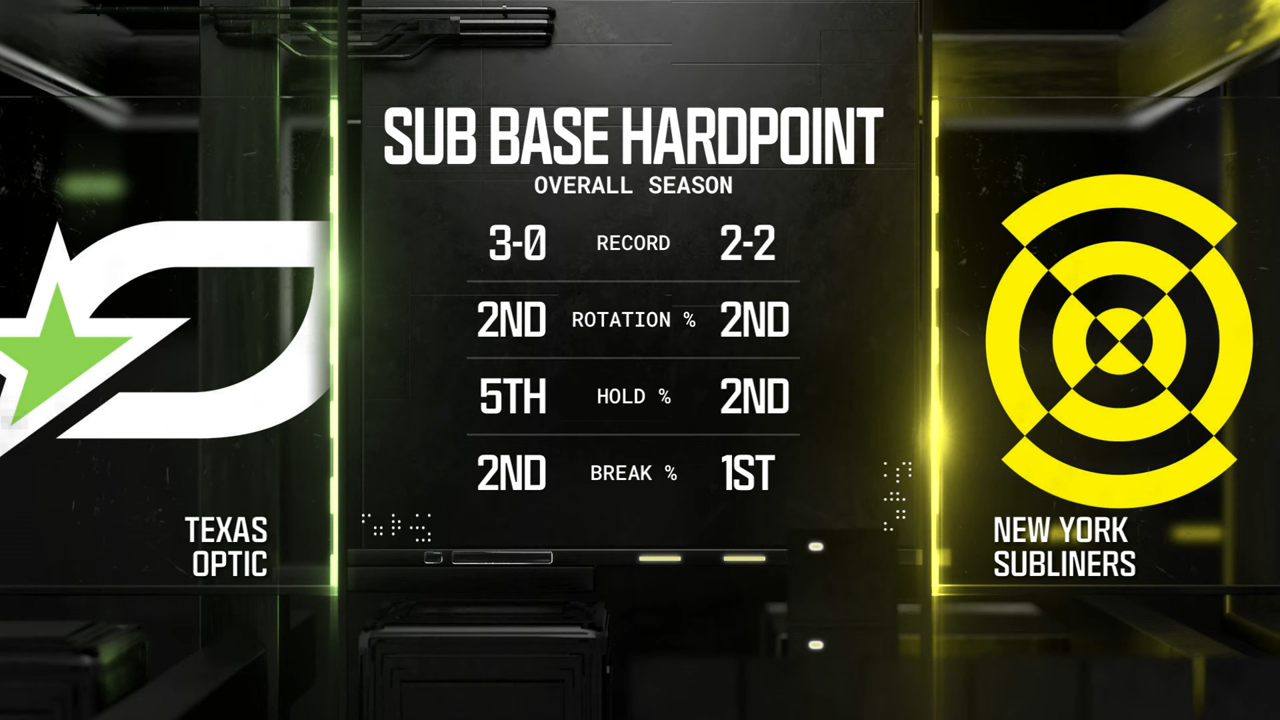 SUB BASE HARDPOINT
OVERALL SEASON
3-0 RECORD 2-2
2ND ROTATION % 2ND
5TH HOLD % 2ND
2ND BREAK % 1ST
TEXAS
OPTIC
NEW YORK
SUBLINERS